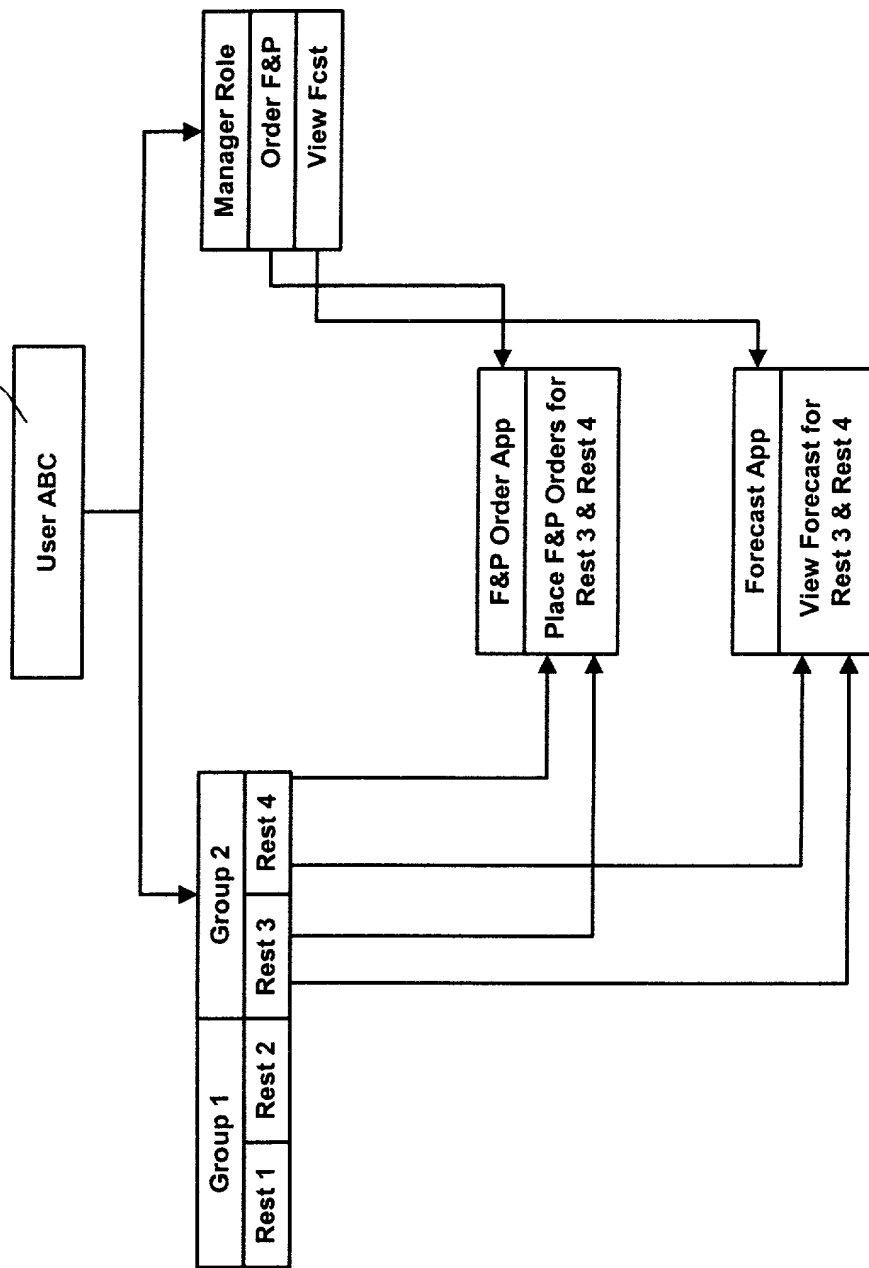 User ABC
Group 1
Group 2
Rest 1
Rest 2
Rest 3
Rest 4
Manager Role
Order F&P
View Fcst
F&P Order App
Place F&P Orders for
Rest 3 & Rest 4
Forecast App
View Forecast for
Rest 3 & Rest 4